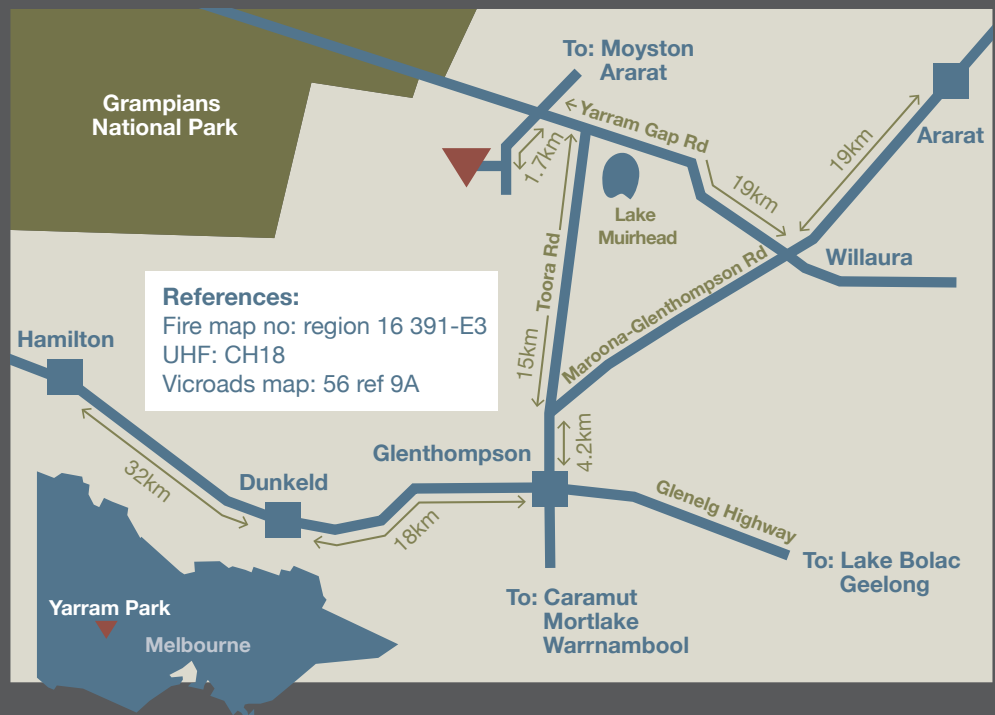 To: Moyston
Ararat
Grampians
National Park
Yarram Gap Rd
Ararat
19km
1.7km
19km
Lake
Muirhead
Toora Rd
Willaura
Maroona-Glenthompson Rd
References:
Fire map no: region 16 391-E3
UHF: CH18
Vicroads map: 56 ref 9A
Hamilton
15km
4.2km
Glenthompson
32km
Dunkeld
18km
Glenelg Highway
To: Lake Bolac
Geelong
To: Caramut
Mortlake
Warrnambool
Yarram Park
Melbourne